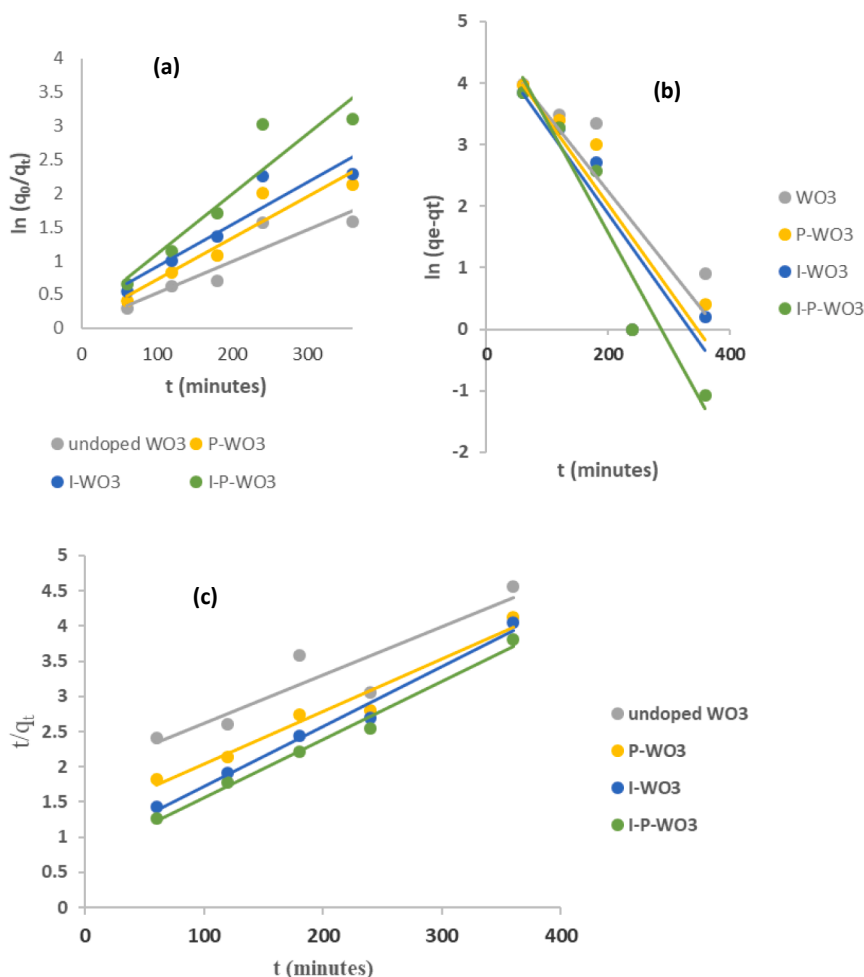 (a)
ln (q₀/qₜ)
4
3.5
3
2.5
2
1.5
1
0.5
0
0 100 200 300
t (minutes)
undoped WO3 P-WO3
I-WO3 I-P-WO3
(b)
ln (qe-qt)
5
4
3
2
1
0
-1
-2
0 200 400
t (minutes)
WO3
P-WO3
I-WO3
I-P-WO3
(c)
t/qₜ
5
4.5
4
3.5
3
2.5
2
1.5
1
0.5
0
0 100 200 300 400
t (minutes)
undoped WO3
P-WO3
I-WO3
I-P-WO3